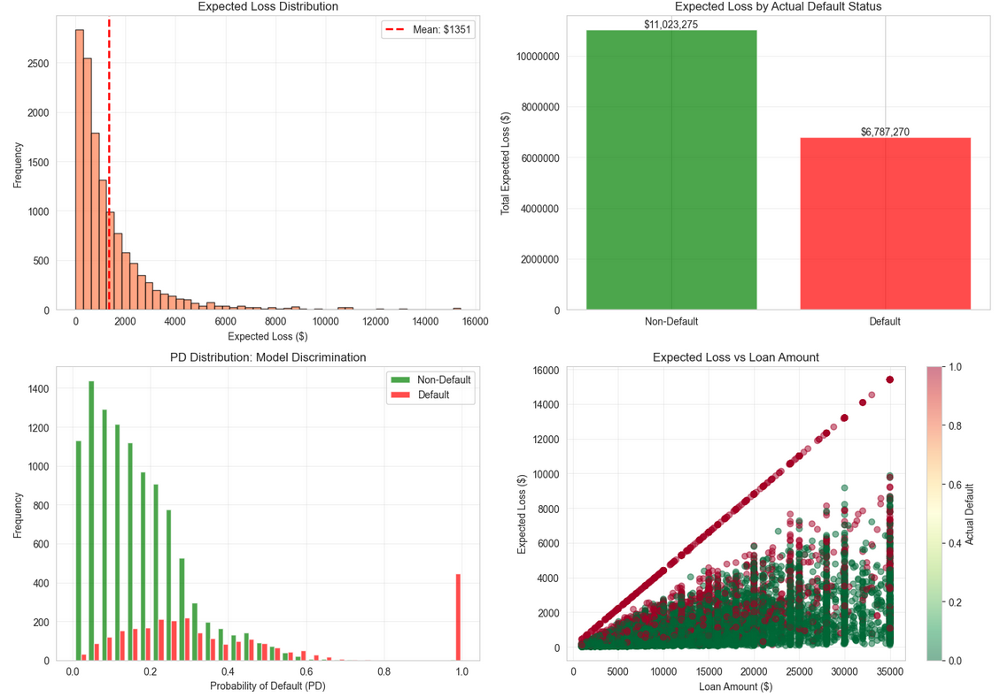 Expected Loss Distribution
Mean: $1351
2500
2000
1500
1000
500
0
Frequency
0 2000 4000 6000 8000 10000 12000 14000 16000
Expected Loss ($)
Expected Loss by Actual Default Status
$11,023,275
$6,787,270
10000000
8000000
6000000
4000000
2000000
0
Total Expected Loss ($)
Non-Default Default
PD Distribution: Model Discrimination
Non-Default
Default
1400
1200
1000
800
600
400
200
0
Frequency
0.0 0.2 0.4 0.6 0.8 1.0
Probability of Default (PD)
Expected Loss vs Loan Amount
16000
14000
12000
10000
8000
6000
4000
2000
0
Expected Loss ($)
0 5000 10000 15000 20000 25000 30000 35000
Loan Amount ($)
1.0
0.8
0.6
0.4
0.2
0.0
Actual Default